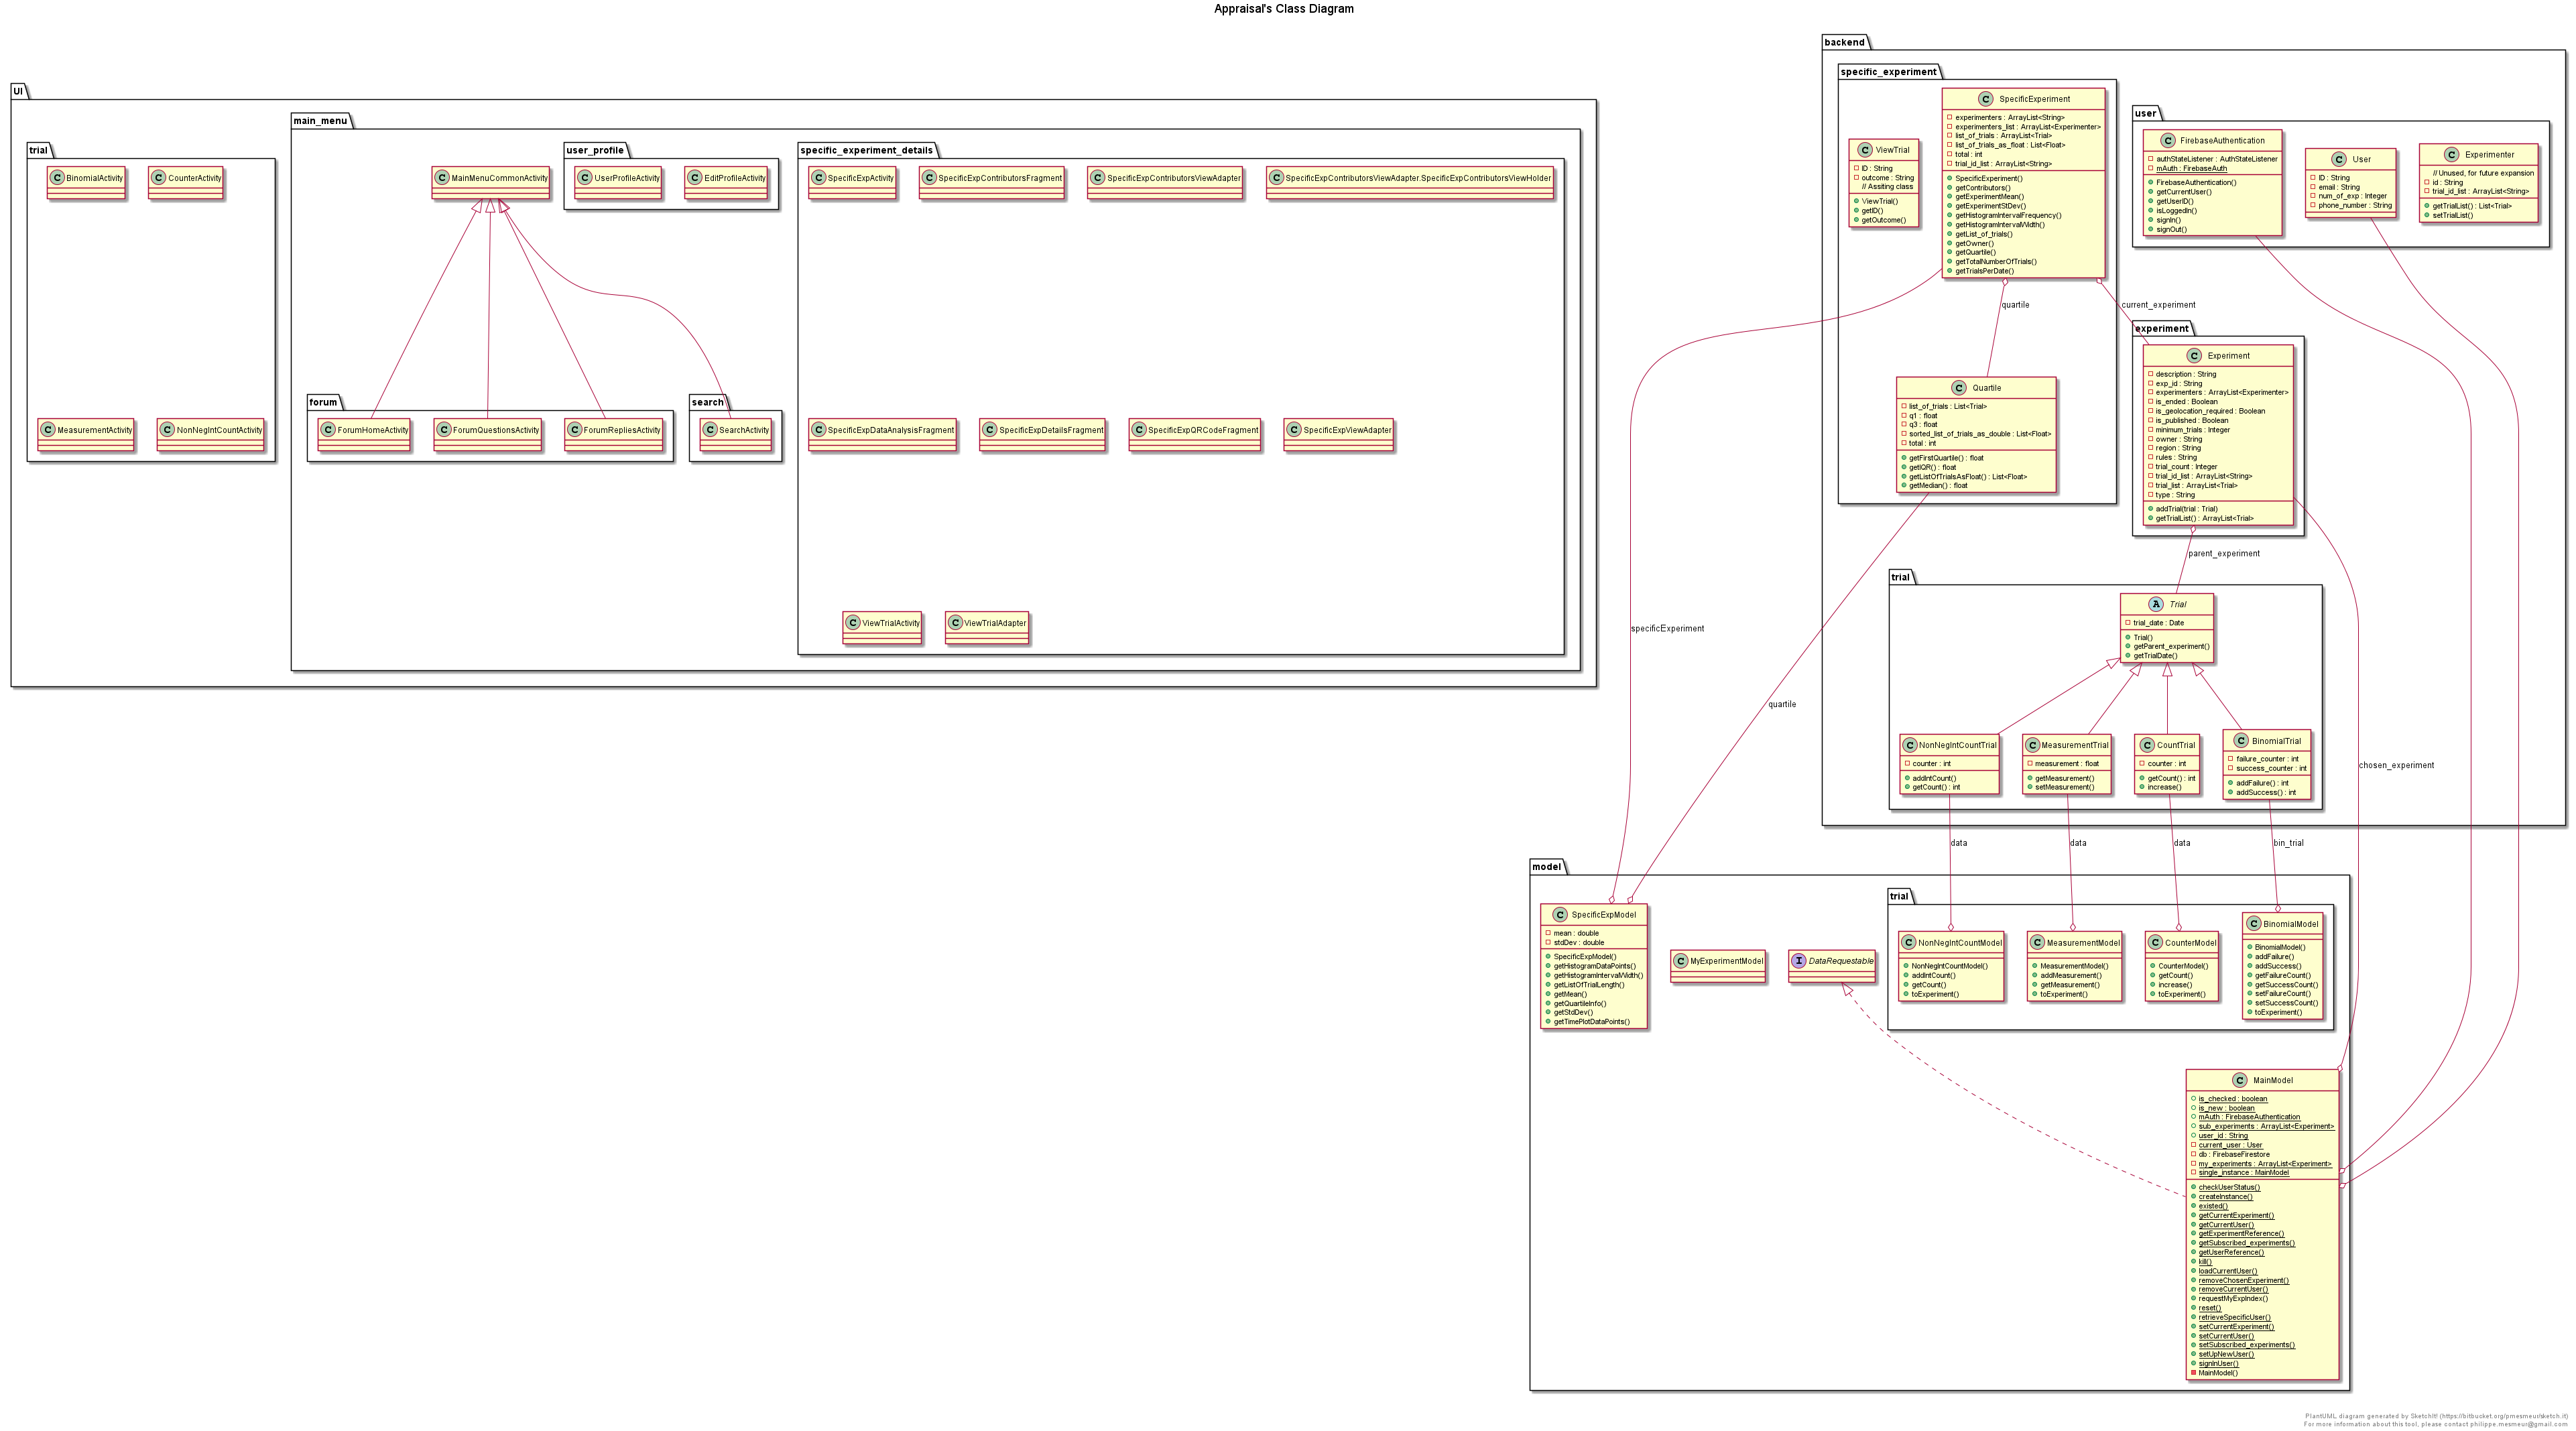 Appraisal's Class Diagram
UI
trial
BinomialActivity
CounterActivity
MeasurementActivity
NonNegIntCountActivity
main_menu
MainMenuCommonActivity
user_profile
UserProfileActivity
EditProfileActivity
forum
ForumHomeActivity
ForumQuestionsActivity
ForumRepliesActivity
search
SearchActivity
specific_experiment_details
SpecificExpActivity
SpecificExpContributorsFragment
SpecificExpContributorsViewAdapter
SpecificExpContributorsViewAdapter.SpecificExpContributorsViewHolder
SpecificExpDataAnalysisFragment
SpecificExpDetailsFragment
SpecificExpQRCodeFragment
SpecificExpViewAdapter
ViewTrialActivity
ViewTrialAdapter
backend
specific_experiment
ViewTrial
ID : String
outcome : String
// Assiting class
ViewTrial()
getID()
getOutcome()
SpecificExperiment
experimenters : ArrayList<String>
experimenters_list : ArrayList<Experimenter>
list_of_trials : ArrayList<Trial>
list_of_trials_as_float : List<Float>
total : int
trial_id_list : ArrayList<String>
SpecificExperiment()
getContributors()
getExperimentMean()
getExperimentStDev()
getHistogramIntervalFrequency()
getHistogramIntervalWidth()
getList_of_trials()
getOwner()
getQuartile()
getTotalNumberOfTrials()
getTrialsPerDate()
quartile
current_experiment
Quartile
list_of_trials : List<Trial>
q1 : float
q3 : float
sorted_list_of_trials_as_double : List<Float>
total : int
getFirstQuartile() : float
getIQR() : float
getListOfTrialsAsFloat() : List<Float>
getMedian() : float
user
FirebaseAuthentication
authStateListener : AuthStateListener
mAuth : FirebaseAuth
FirebaseAuthentication()
getCurrentUser()
getUserID()
isLoggedIn()
signIn()
signOut()
User
ID : String
email : String
num_of_exp : Integer
phone_number : String
Experimenter
// Unused, for future expansion
id : String
trial_id_list : ArrayList<String>
getTrialList() : List<Trial>
setTrialList()
experiment
Experiment
description : String
exp_id : String
experimenters : ArrayList<Experimenter>
is_ended : Boolean
is_geolocation_required : Boolean
is_published : Boolean
minimum_trials : Integer
owner : String
region : String
rules : String
trial_count : Integer
trial_id_list : ArrayList<String>
trial_list : ArrayList<Trial>
type : String
addTrial(trial : Trial)
getTrialList() : ArrayList<Trial>
parent_experiment
trial
Trial
trial_date : Date
Trial()
getParent_experiment()
getTrialDate()
NonNegIntCountTrial
counter : int
addIntCount()
getCount() : int
MeasurementTrial
measurement : float
getMeasurement()
setMeasurement()
CountTrial
counter : int
getCount() : int
increase()
BinomialTrial
failure_counter : int
success_counter : int
addFailure() : int
addSuccess() : int
specificExperiment
quartile
chosen_experiment
data
data
data
bin_trial
model
SpecificExpModel
mean : double
stdDev : double
SpecificExpModel()
getHistogramDataPoints()
getHistogramIntervalWidth()
getListOfTrialLength()
getMean()
getQuartileInfo()
getStdDev()
getTimePlotDataPoints()
MyExperimentModel
DataRequestable
trial
NonNegIntCountModel
NonNegIntCountModel()
addIntCount()
getCount()
toExperiment()
MeasurementModel
MeasurementModel()
addMeasurement()
getMeasurement()
toExperiment()
CounterModel
CounterModel()
getCount()
increase()
toExperiment()
BinomialModel
BinomialModel()
addFailure()
addSuccess()
getFailureCount()
getSuccessCount()
setFailureCount()
setSuccessCount()
toExperiment()
MainModel
is_checked : boolean
is_new : boolean
mAuth : FirebaseAuthentication
sub_experiments : ArrayList<Experiment>
user_id : String
current_user : User
db : FirebaseFirestore
my_experiments : ArrayList<Experiment>
single_instance : MainModel
checkUserStatus()
createInstance()
existed()
getCurrentExperiment()
getCurrentUser()
getExperimentReference()
getSubscribed_experiments()
getUserReference()
kill()
loadCurrentUser()
removeChosenExperiment()
removeCurrentUser()
requestMyExpIndex()
reset()
retrieveSpecificUser()
setCurrentExperiment()
setCurrentUser()
setSubscribed_experiments()
setUpNewUser()
signInUser()
MainModel()
PlantUML diagram generated by SketchIt! (https://bitbucket.org/pmesmeur/sketch.it)
For more information about this tool, please contact philippe.mesmeur@gmail.com